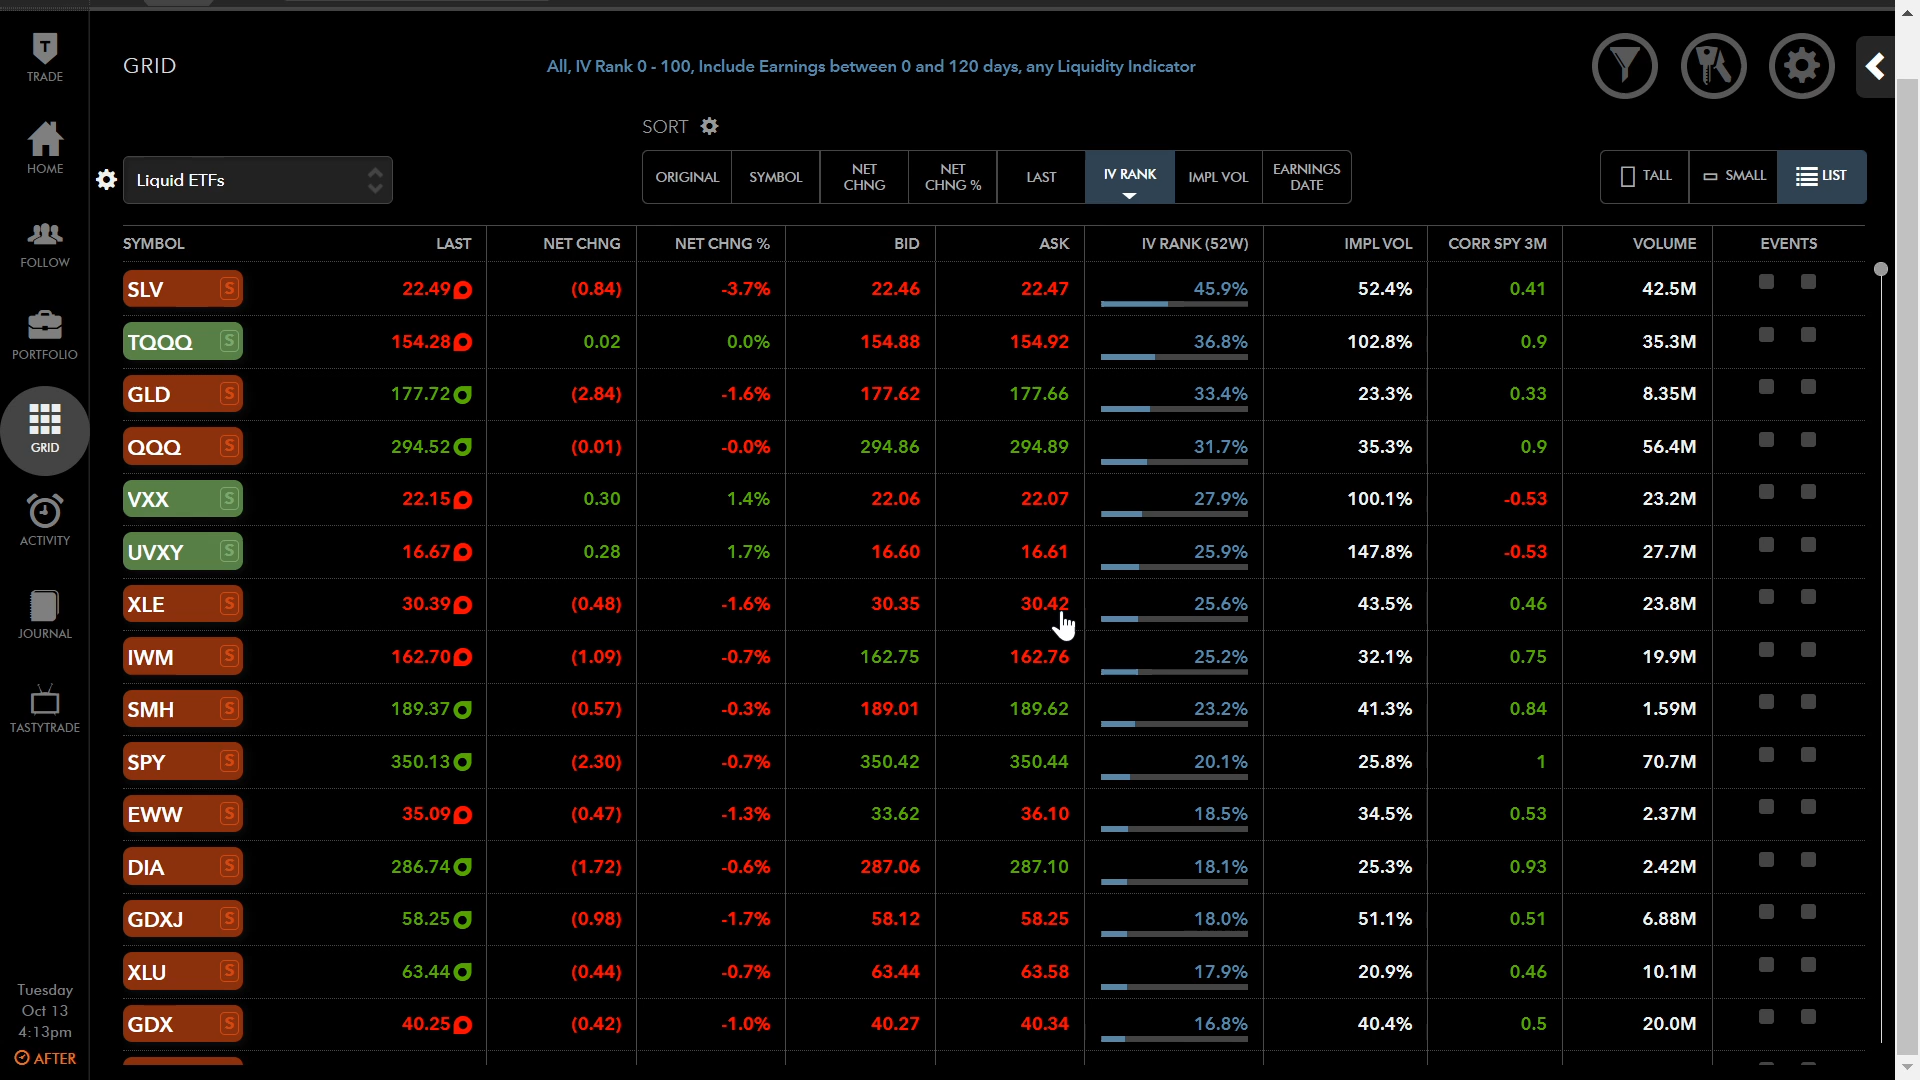 GRID
All, IV Rank 0 - 100, Include Earnings between 0 and 120 days, any Liquidity Indicator
TRADE
HOME
FOLLOW
PORTFOLIO
GRID
ACTIVITY
JOURNAL
TASTYTRADE
Tuesday
Oct 13
4:13pm
AFTER
SORT
Liquid ETFs
ORIGINAL SYMBOL NET CHNG NET CHNG % LAST IV RANK IMPL VOL EARNINGS DATE
TALL SMALL LIST
SYMBOL LAST NET CHNG NET CHNG % BID ASK IV RANK (52W) IMPL VOL CORR SPY 3M VOLUME EVENTS
SLV S 22.49 (0.84) -3.7% 22.46 22.47 45.9% 52.4% 0.41 42.5M
TQQQ S 154.28 0.02 0.0% 154.88 154.92 36.8% 102.8% 0.9 35.3M
GLD S 177.72 (2.84) -1.6% 177.62 177.66 33.4% 23.3% 0.33 8.35M
QQQ S 294.52 (0.01) -0.0% 294.86 294.89 31.7% 35.3% 0.9 56.4M
VXX S 22.15 0.30 1.4% 22.06 22.07 27.9% 100.1% -0.53 23.2M
UVXY S 16.67 0.28 1.7% 16.60 16.61 25.9% 147.8% -0.53 27.7M
XLE S 30.39 (0.48) -1.6% 30.35 30.42 25.6% 43.5% 0.46 23.8M
IWM S 162.70 (1.09) -0.7% 162.75 162.76 25.2% 32.1% 0.75 19.9M
SMH S 189.37 (0.57) -0.3% 189.01 189.62 23.2% 41.3% 0.84 1.59M
SPY S 350.13 (2.30) -0.7% 350.42 350.44 20.1% 25.8% 1 70.7M
EWW S 35.09 (0.47) -1.3% 33.62 36.10 18.5% 34.5% 0.53 2.37M
DIA S 286.74 (1.72) -0.6% 287.06 287.10 18.1% 25.3% 0.93 2.42M
GDXJ S 58.25 (0.98) -1.7% 58.12 58.25 18.0% 51.1% 0.51 6.88M
XLU S 63.44 (0.44) -0.7% 63.44 63.58 17.9% 20.9% 0.46 10.1M
GDX S 40.25 (0.42) -1.0% 40.27 40.34 16.8% 40.4% 0.5 20.0M